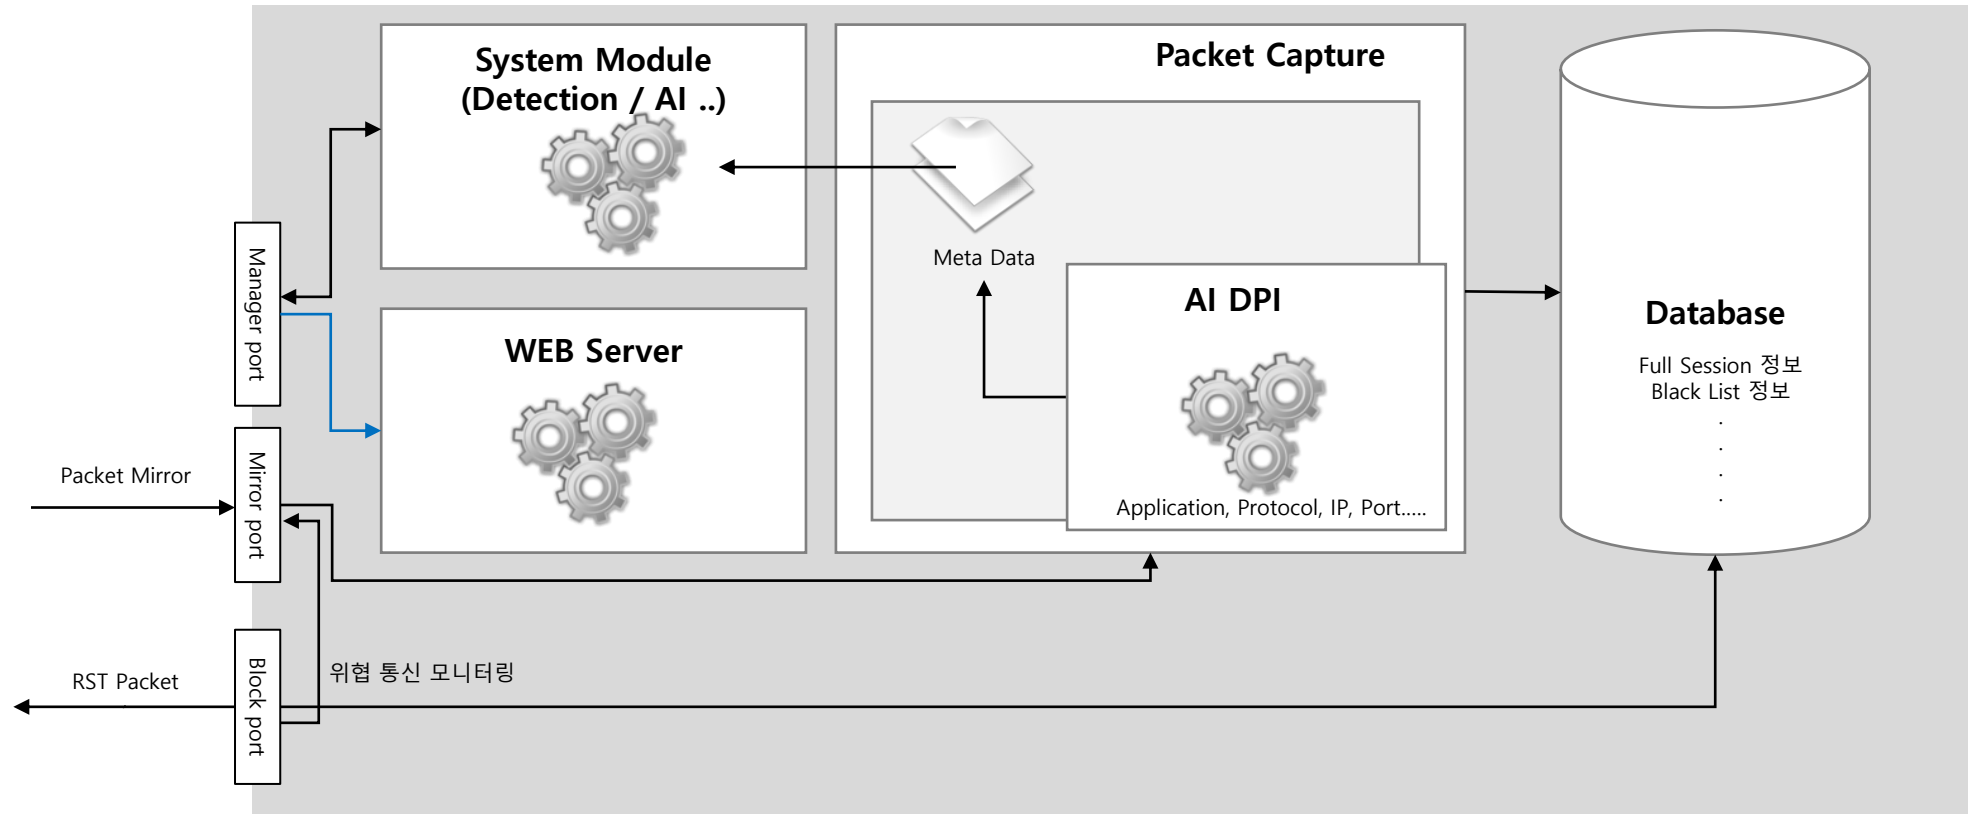 System Module
(Detection / AI ..)
Packet Capture
Meta Data
AI DPI
Application, Protocol, IP, Port.....
Database
Full Session 정보
Black List 정보
.
.
.
.
Manager port
WEB Server
Packet Mirror
Mirror port
위협 통신 모니터링
RST Packet
Block port